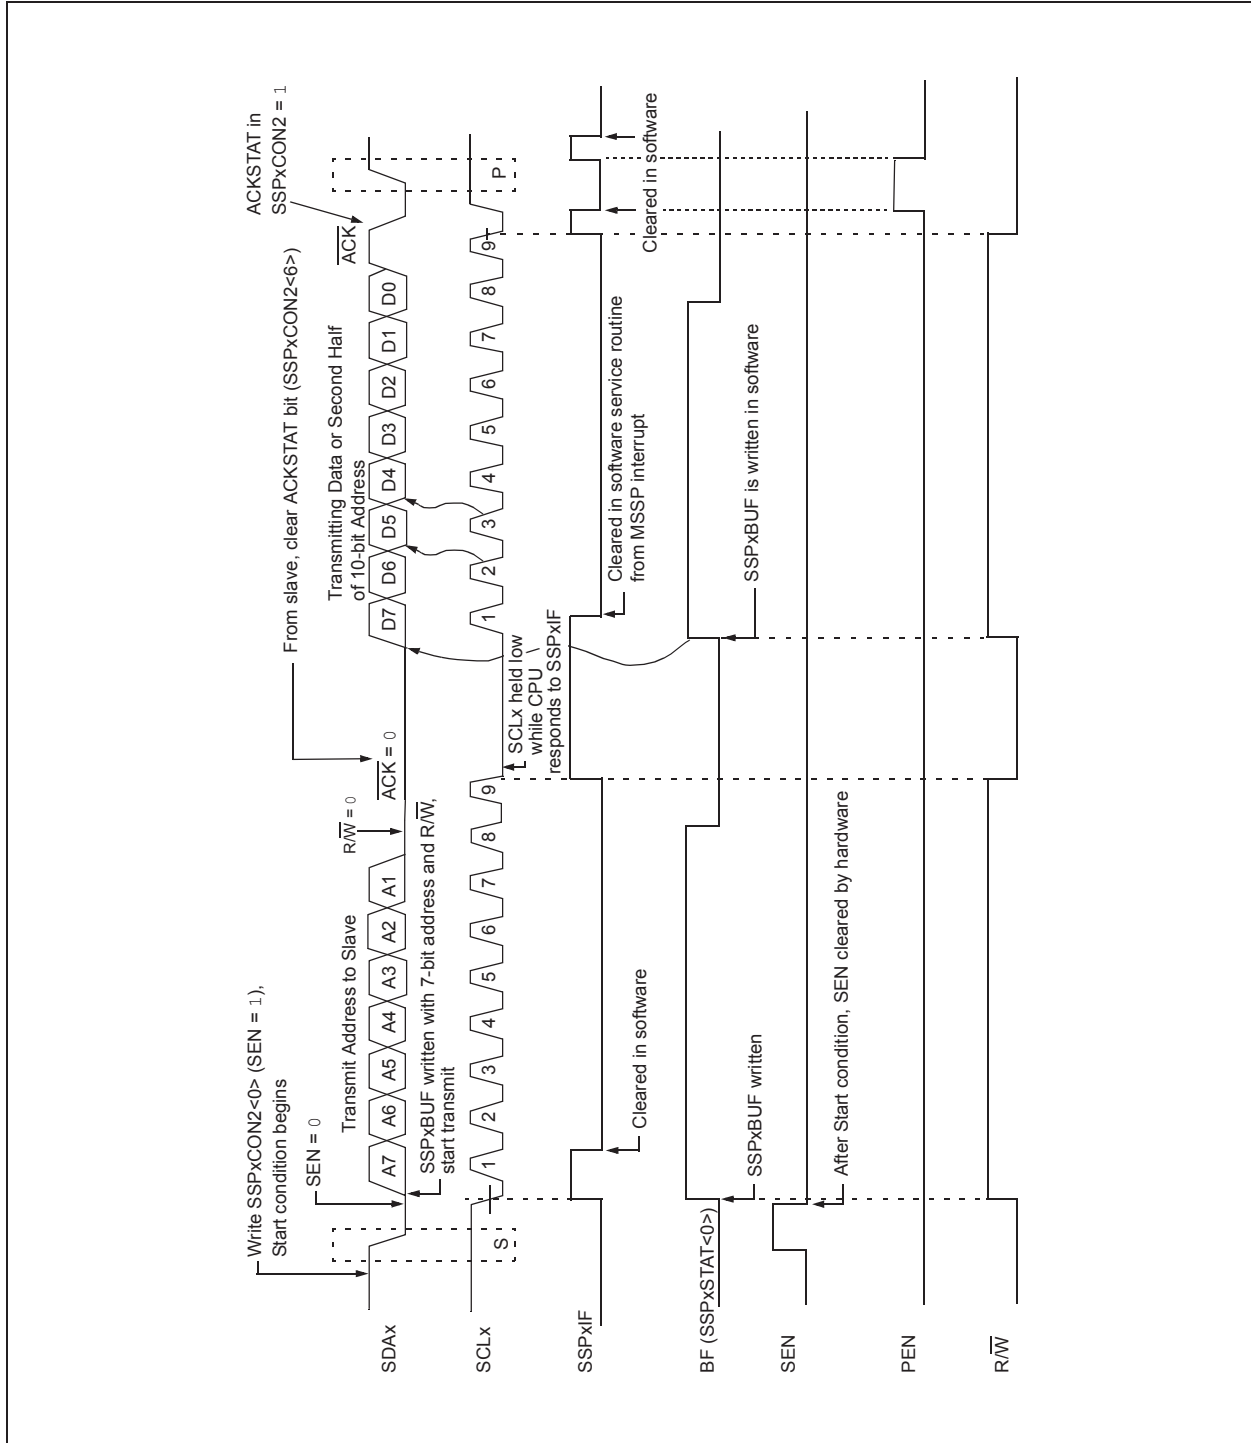 Write SSPxCON2<0> (SEN = 1),
Start condition begins
SEN = 0
Transmit Address to Slave
R/W = 0
From slave, clear ACKSTAT bit (SSPxCON2<6>)
ACK = 0
Transmitting Data or Second Half
of 10-bit Address
ACKSTAT in
SSPxCON2 = 1
ACK
SDAx
A7 A6 A5 A4 A3 A2 A1
D7 D6 D5 D4 D3 D2 D1 D0
SSPxBUF written with 7-bit address and R/W,
start transmit
SCLx
S
1 2 3 4 5 6 7 8 9
1 2 3 4 5 6 7 8 9
P
SCLx held low
while CPU
responds to SSPxIF
SSPxIF
Cleared in software
Cleared in software service routine
from MSSP interrupt
Cleared in software
Cleared in software
BF (SSPxSTAT<0>)
SSPxBUF written
SSPxBUF is written in software
SEN
After Start condition, SEN cleared by hardware
PEN
R/W